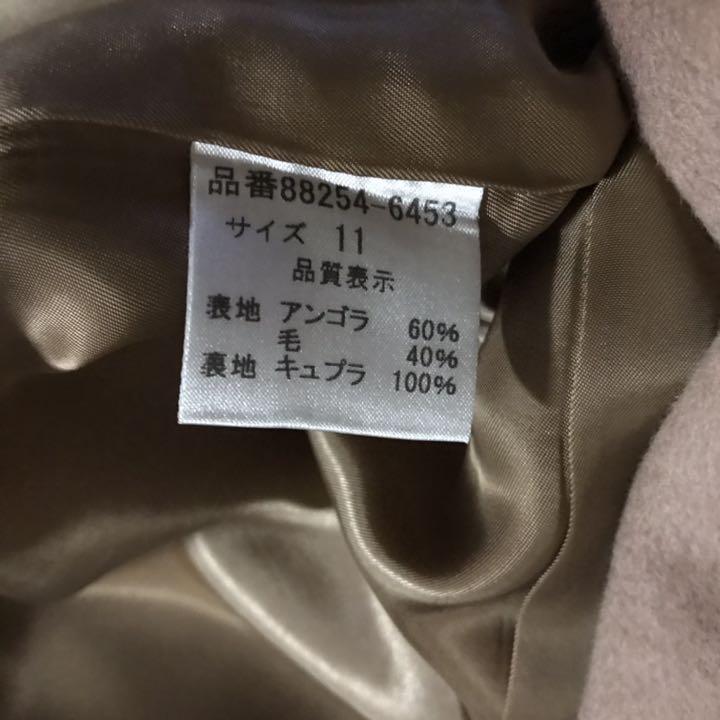 品番88254-6453
サイズ 11
品質表示
表地 アンゴラ 60%
毛 40%
裏地 キュプラ 100%